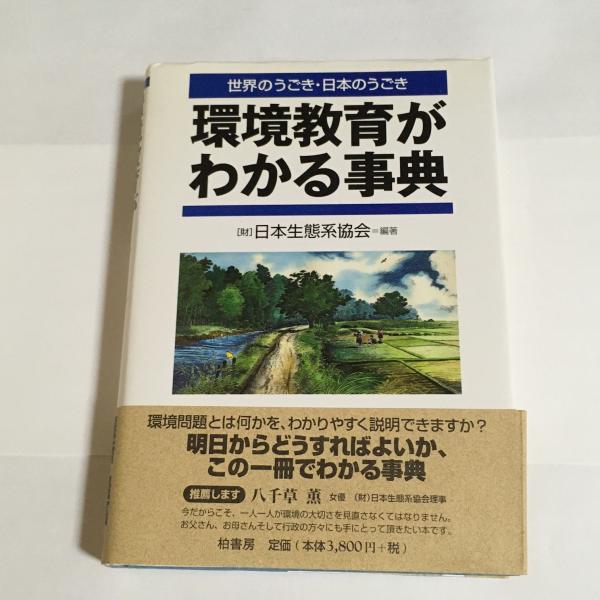 世界のうごき・日本のうごき
環境教育が
わかる事典
[財]日本生態系協会=編著
環境問題とは何かを、わかりやすく説明できますか？
明日からどうすればよいか、
この一冊でわかる事典
推薦します 八千草 薫 女優 (財)日本生態系協会理事
今だからこそ、一人一人が環境の大切さを見直さなくてはなりません。
お父さん、お母さんそして行政の方々にも手にとって頂きたい本です。
柏書房 定価(本体3,800円+税)